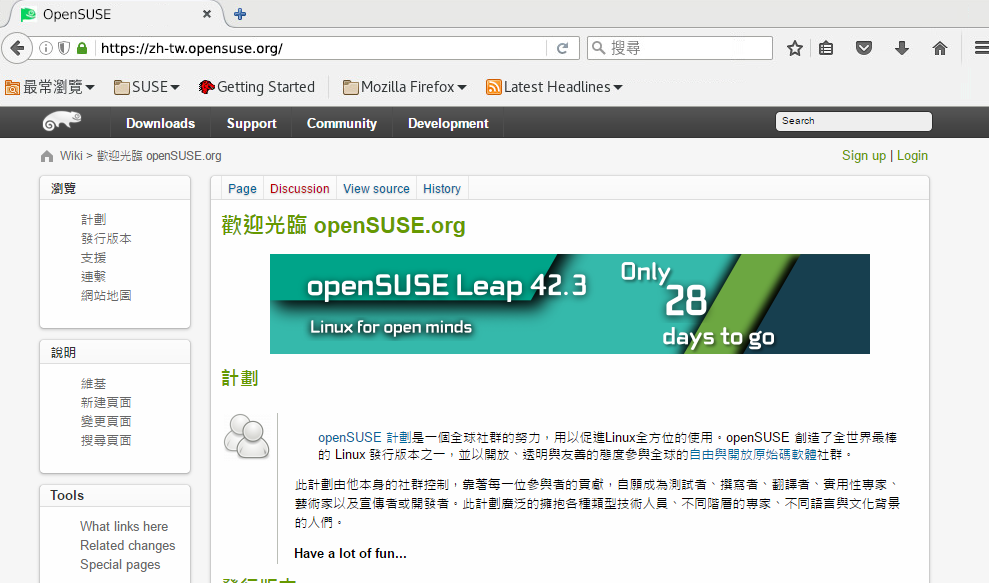 OpenSUSE
https://zh-tw.opensuse.org/
搜尋
最常瀏覽
SUSE
Getting Started
Mozilla Firefox
Latest Headlines
Downloads
Support
Community
Development
Search
Wiki > 歡迎光臨 openSUSE.org
Sign up | Login
瀏覽
計劃
發行版本
支援
連繫
網站地圖
說明
維基
新建頁面
變更頁面
搜尋頁面
Tools
What links here
Related changes
Special pages
Page
Discussion
View source
History
歡迎光臨 openSUSE.org
openSUSE Leap 42.3
Linux for open minds
Only
28
days to go
計劃
openSUSE 計劃是一個全球社群的努力，用以促進Linux全方位的使用。openSUSE 創造了全世界最棒
的 Linux 發行版本之一，並以開放、透明與友善的態度參與全球的自由與開放原始碼軟體社群。
此計劃由他本身的社群控制，靠著每一位參與者的貢獻，自願成為測試者、撰寫者、翻譯者、實用性專家、
藝術家以及宣傳者或開發者。此計劃廣泛的擁抱各種類型技術人員、不同階層的專家、不同語言與文化背景
的人們。
Have a lot of fun...
發行版本